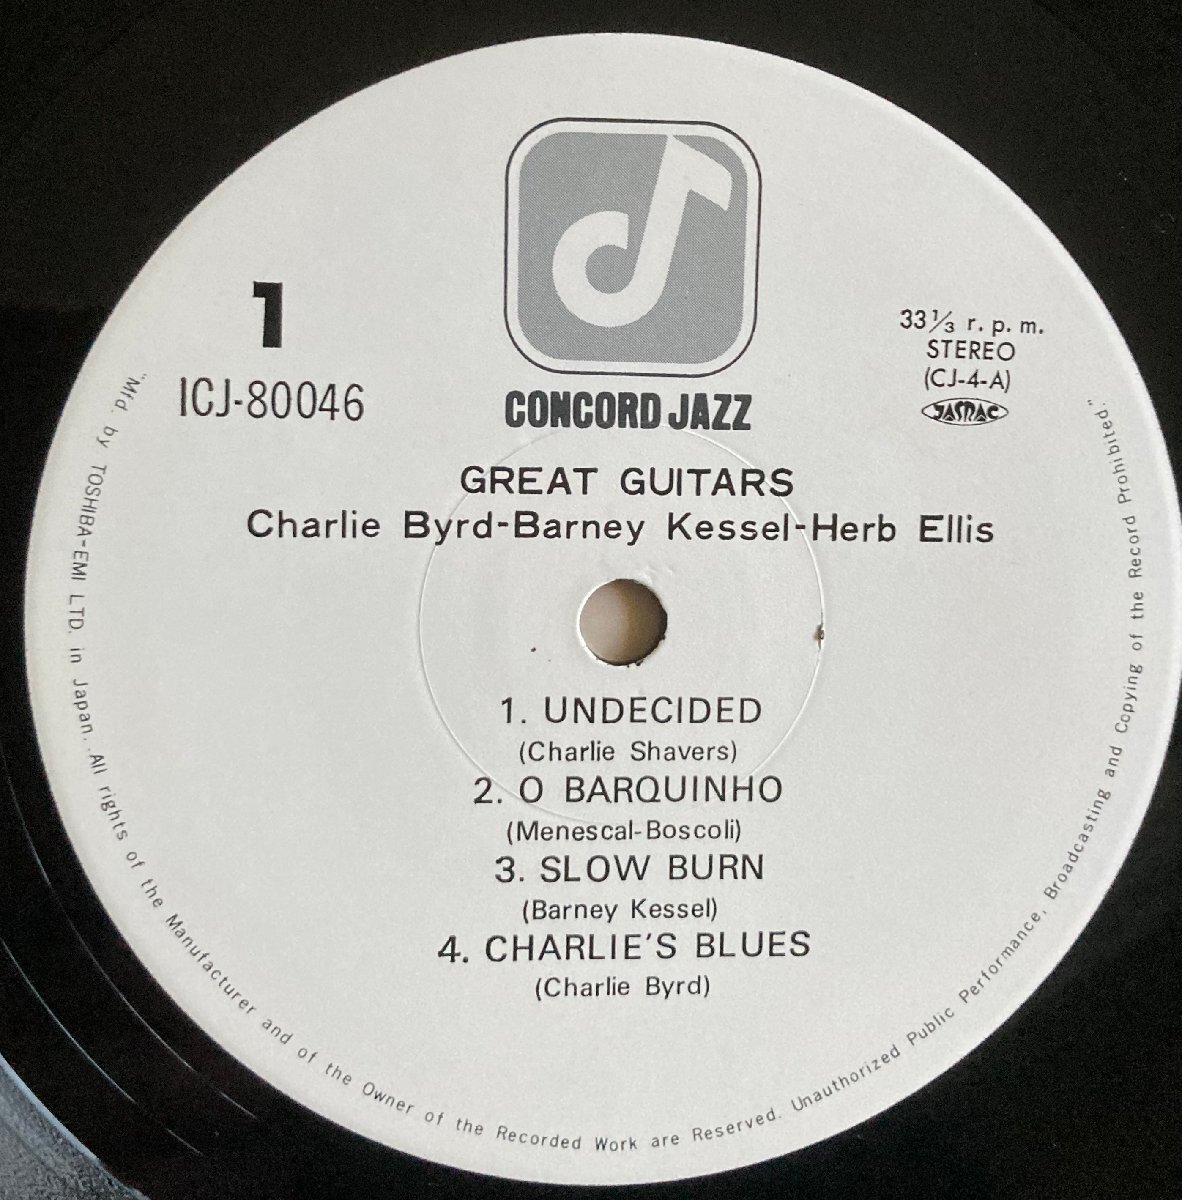 1
ICJ-80046
CONCORD JAZZ
33⅓ r. p. m.
STEREO
(CJ-4-A)
JASRAC
GREAT GUITARS
Charlie Byrd-Barney Kessel-Herb Ellis
1. UNDECIDED
(Charlie Shavers)
2. O BARQUINHO
(Menescal-Boscoli)
3. SLOW BURN
(Barney Kessel)
4. CHARLIE'S BLUES
(Charlie Byrd)
"Mfd. by TOSHIBA-EMI LTD. in Japan. All rights of the Manufacturer and of the Owner of the Recorded Work are Reserved. Unauthorized Public Performance, Broadcasting and Copying of the Record Prohibited."